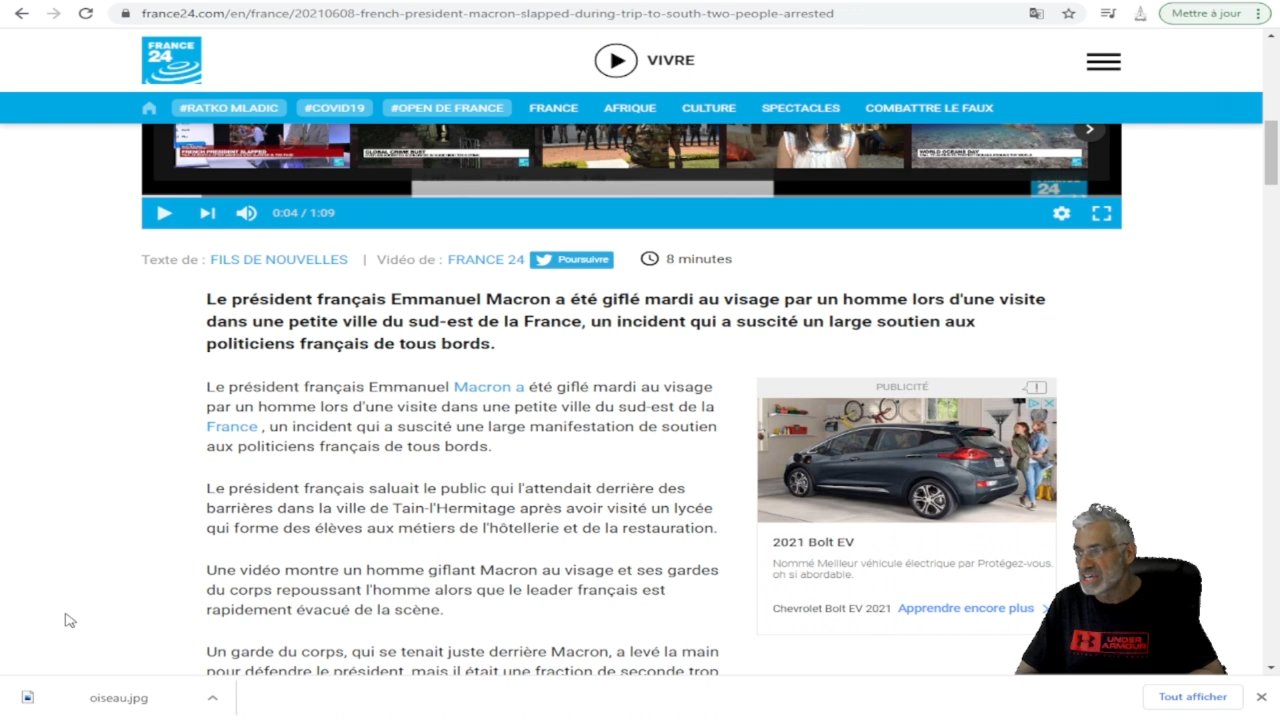 france24.com/en/france/20210608-french-president-macron-slapped-during-trip-to-south-two-people-arrested
Mettre à jour
FRANCE
24
VIVRE
#RATKO MLADIC #COVID19 #OPEN DE FRANCE FRANCE AFRIQUE CULTURE SPECTACLES COMBATTRE LE FAUX
FRENCH PRESIDENT SLAPPED
GLOBAL CRIME BUST
WORLD OCEANS DAY
24
0:04 / 1:09
Texte de : FILS DE NOUVELLES | Vidéo de : FRANCE 24 Poursuivre 8 minutes
Le président français Emmanuel Macron a été giflé mardi au visage par un homme lors d'une visite
dans une petite ville du sud-est de la France, un incident qui a suscité un large soutien aux
politiciens français de tous bords.
Le président français Emmanuel Macron a été giflé mardi au visage
par un homme lors d'une visite dans une petite ville du sud-est de la
France , un incident qui a suscité une large manifestation de soutien
aux politiciens français de tous bords.
Le président français saluait le public qui l'attendait derrière des
barrières dans la ville de Tain-l'Hermitage après avoir visité un lycée
qui forme des élèves aux métiers de l'hôtellerie et de la restauration.
Une vidéo montre un homme giflant Macron au visage et ses gardes
du corps repoussant l'homme alors que le leader français est
rapidement évacué de la scène.
Un garde du corps, qui se tenait juste derrière Macron, a levé la main
pour défendre le président, mais il était une fraction de seconde trop
PUBLICITÉ
2021 Bolt EV
Nommé Meilleur véhicule électrique par Protégez-vous.
oh si abordable.
Chevrolet Bolt EV 2021 Apprendre encore plus
UNDER
ARMOUR
oiseau.jpg
Tout afficher